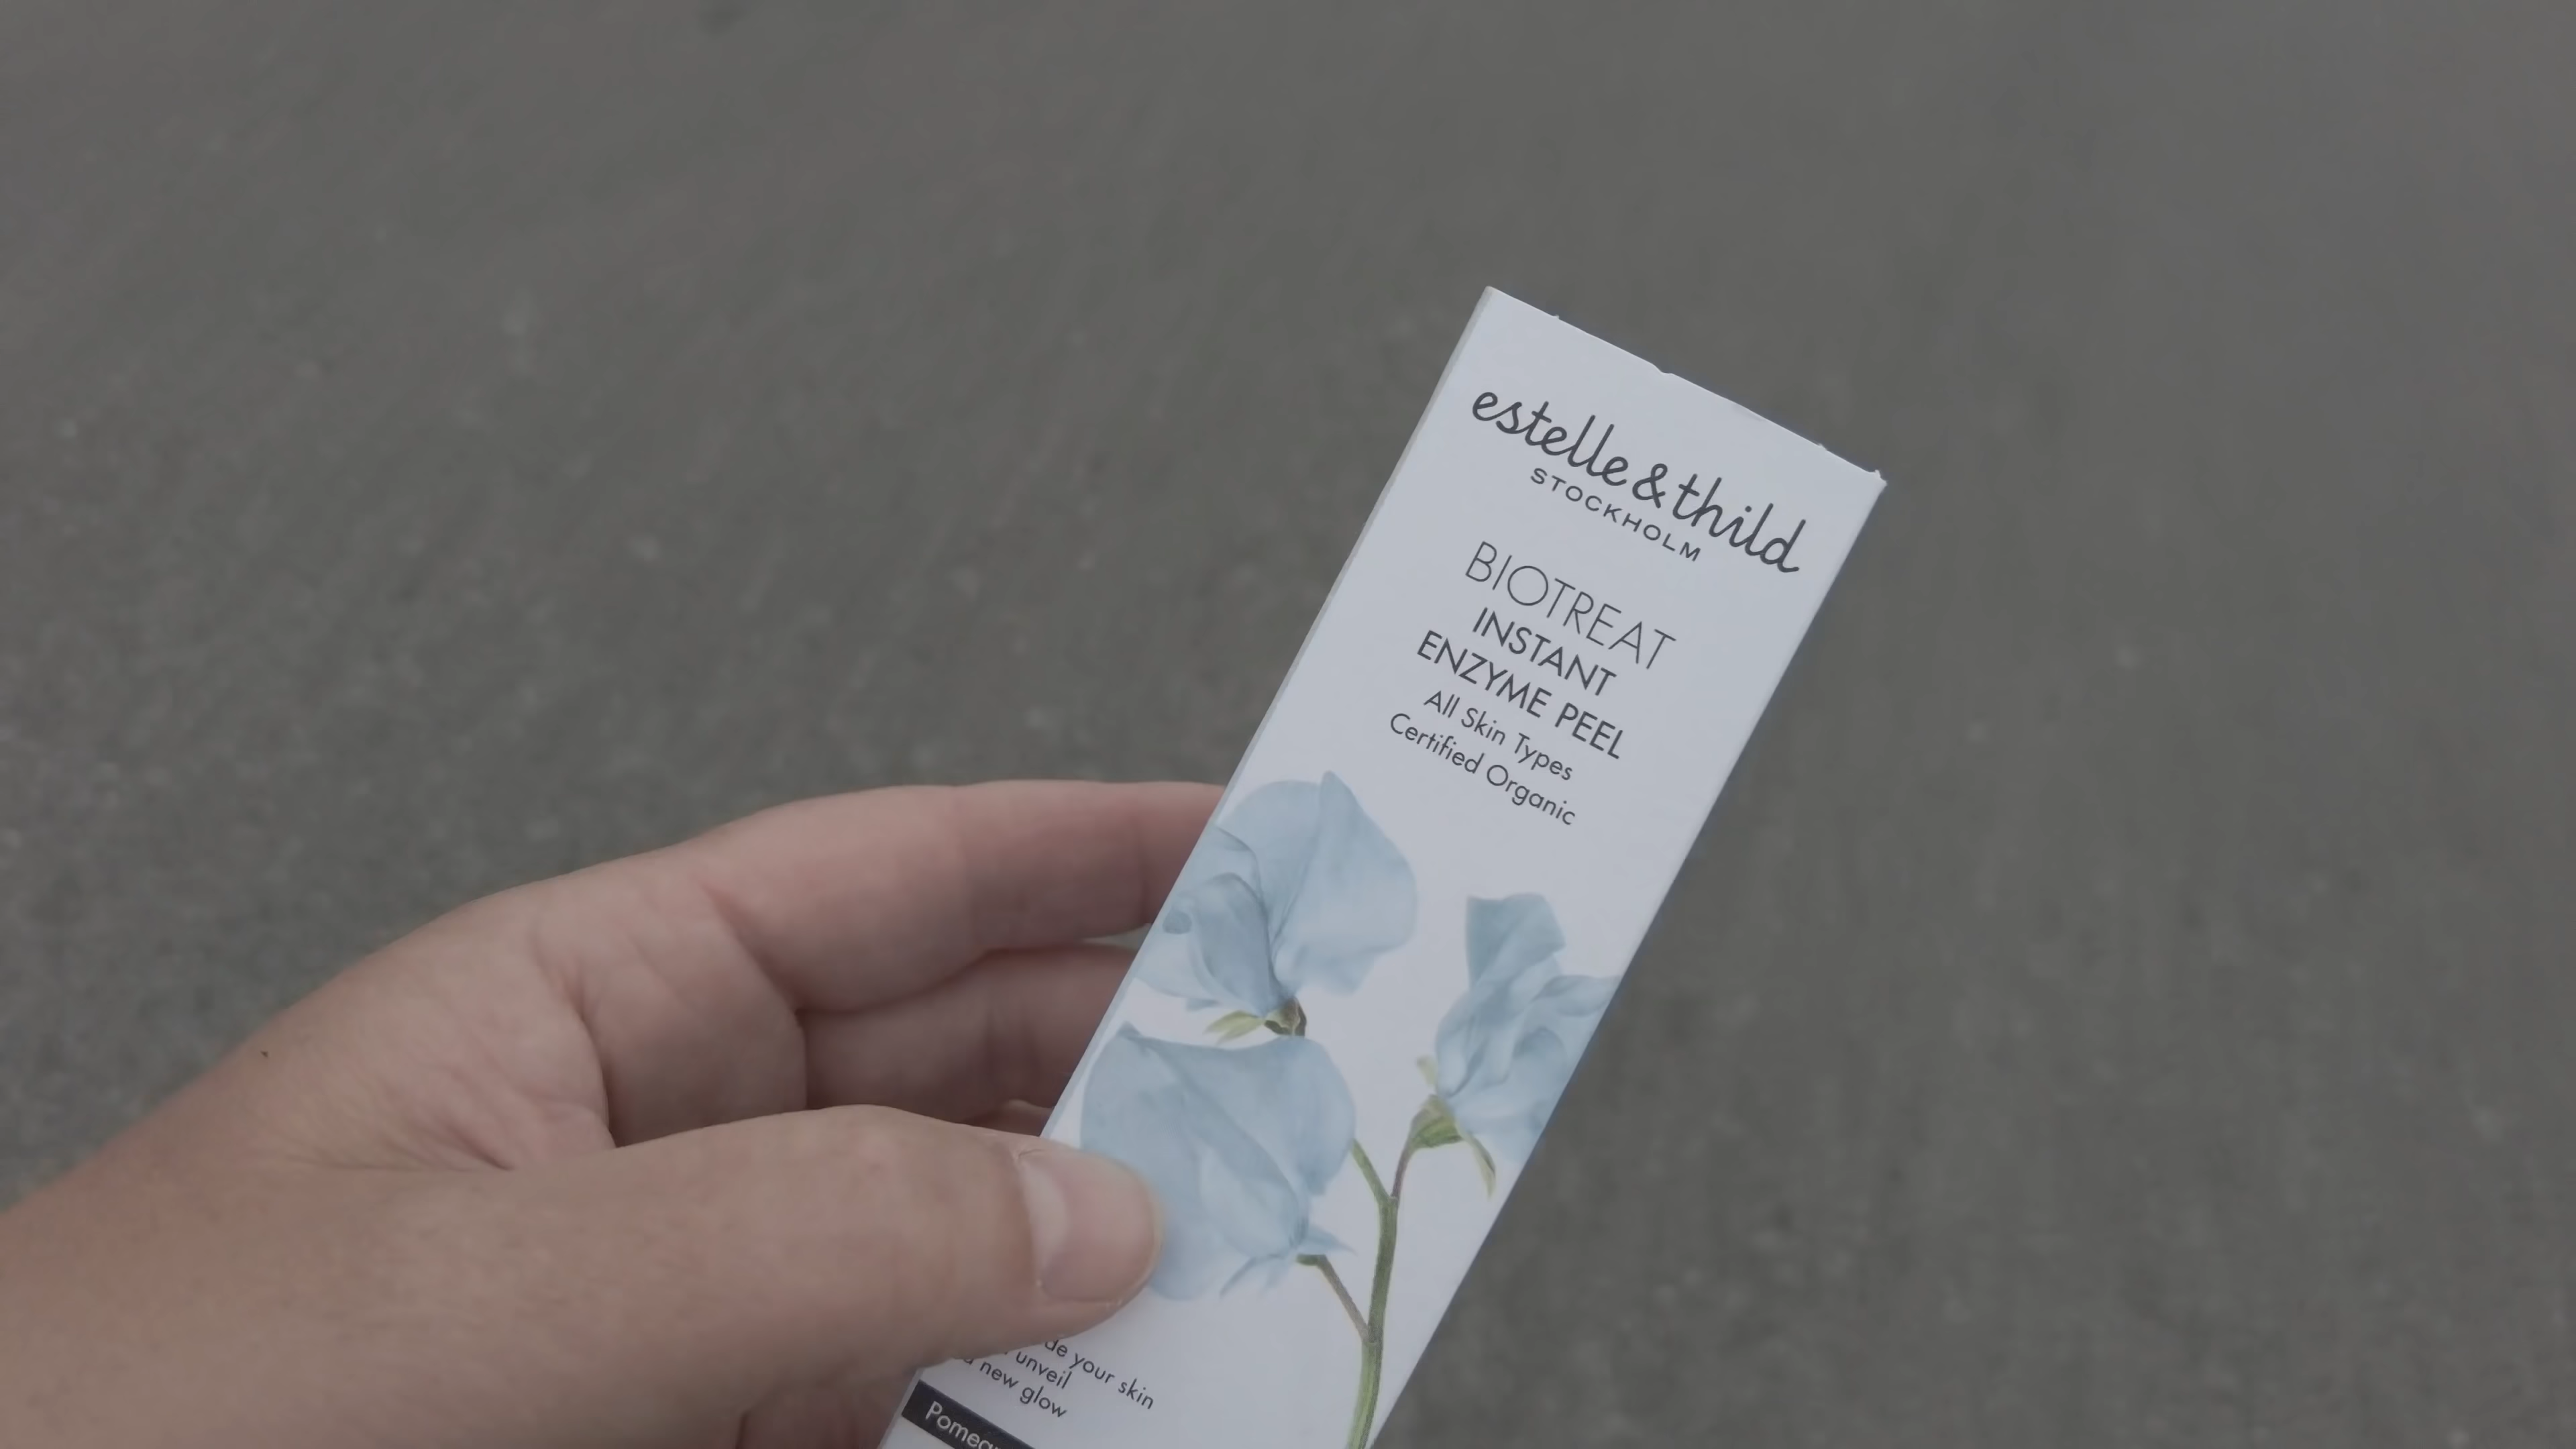 estelle & thild
STOCKHOLM
BIOTREAT
INSTANT
ENZYME PEEL
All Skin Types
Certified Organic
your skin
unveil
new glow